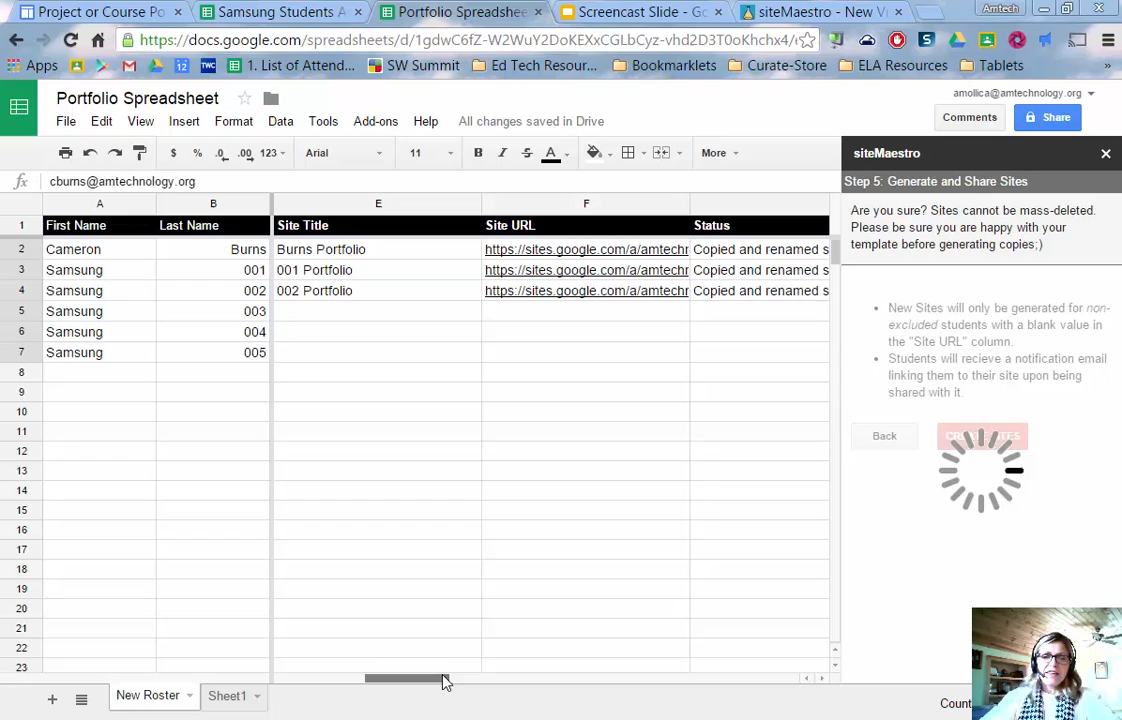 Project or Course Po
Samsung Students A
Portfolio Spreadshe
Screencast Slide - Go
siteMaestro - New V
Amtech
https://docs.google.com/spreadsheets/d/1gdwC6fZ-W2WuY2DoKEXxCGLbCyz-vhd2D3T0oKhchx4/
Apps
12
TWC
1. List of Attend...
SW Summit
Ed Tech Resour...
Bookmarklets
Curate-Store
ELA Resources
Tablets
»
Portfolio Spreadsheet
amollica@amtechnology.org
File Edit View Insert Format Data Tools Add-ons Help All changes saved in Drive
Comments
Share
$ % .0 .00 123 Arial 11 B I S A More
siteMaestro
fx cburns@amtechnology.org
Step 5: Generate and Share Sites
A B E F
1 First Name Last Name Site Title Site URL Status
2 Cameron Burns Burns Portfolio https://sites.google.com/a/amtechr Copied and renamed s
3 Samsung 001 001 Portfolio https://sites.google.com/a/amtechr Copied and renamed s
4 Samsung 002 002 Portfolio https://sites.google.com/a/amtechr Copied and renamed s
5 Samsung 003
6 Samsung 004
7 Samsung 005
8
9
10
11
12
13
14
15
16
17
18
19
20
21
22
23
Are you sure? Sites cannot be mass-deleted.
Please be sure you are happy with your
template before generating copies;)
New Sites will only be generated for non-
excluded students with a blank value in
the "Site URL" column.
Students will recieve a notification email
linking them to their site upon being
shared with it.
Back
New Roster
Sheet1
Count